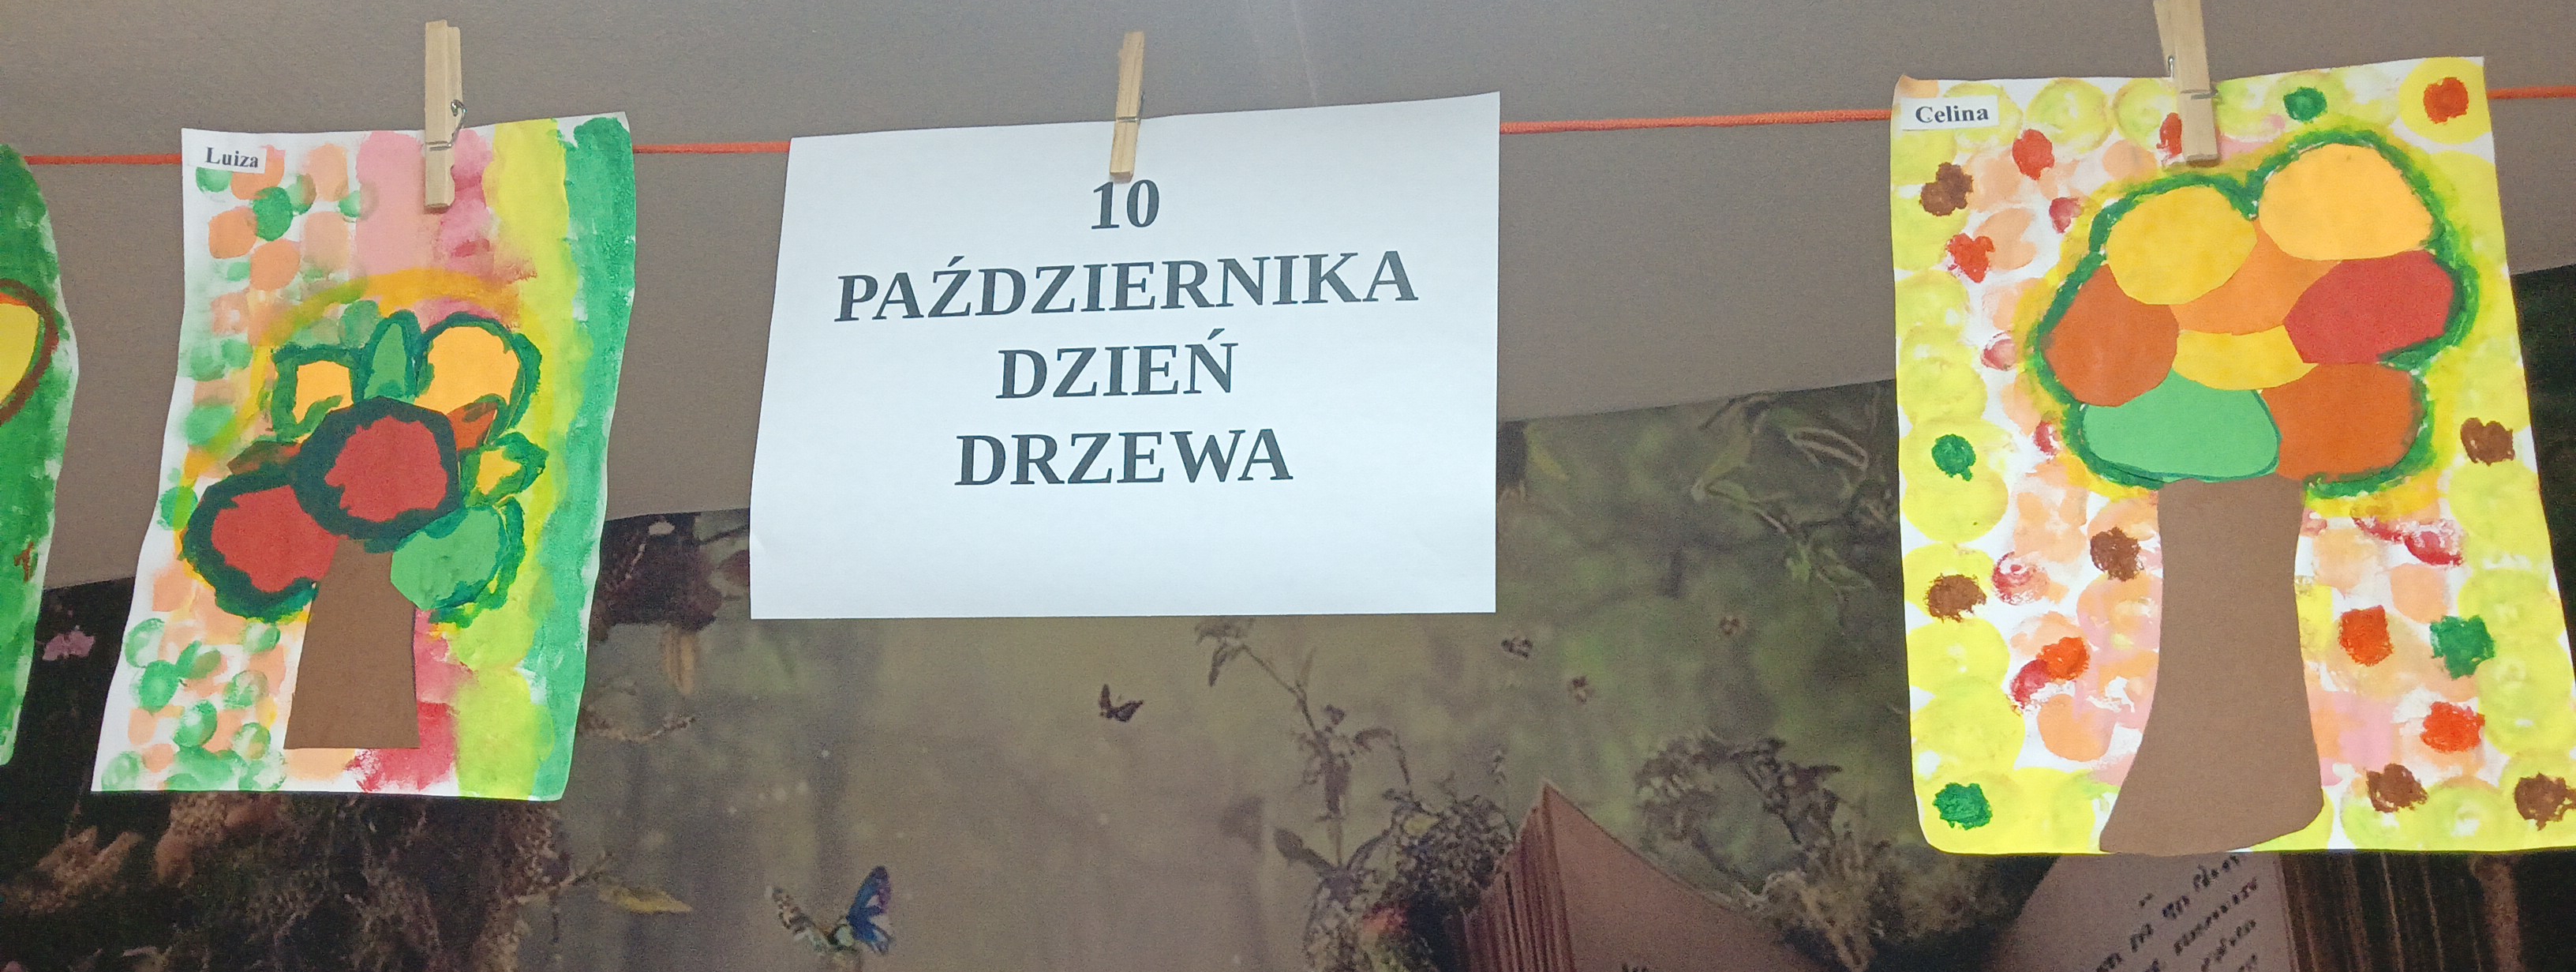 Luiza
10
PAŹDZIERNIKA
DZIEŃ
DRZEWA
Celina